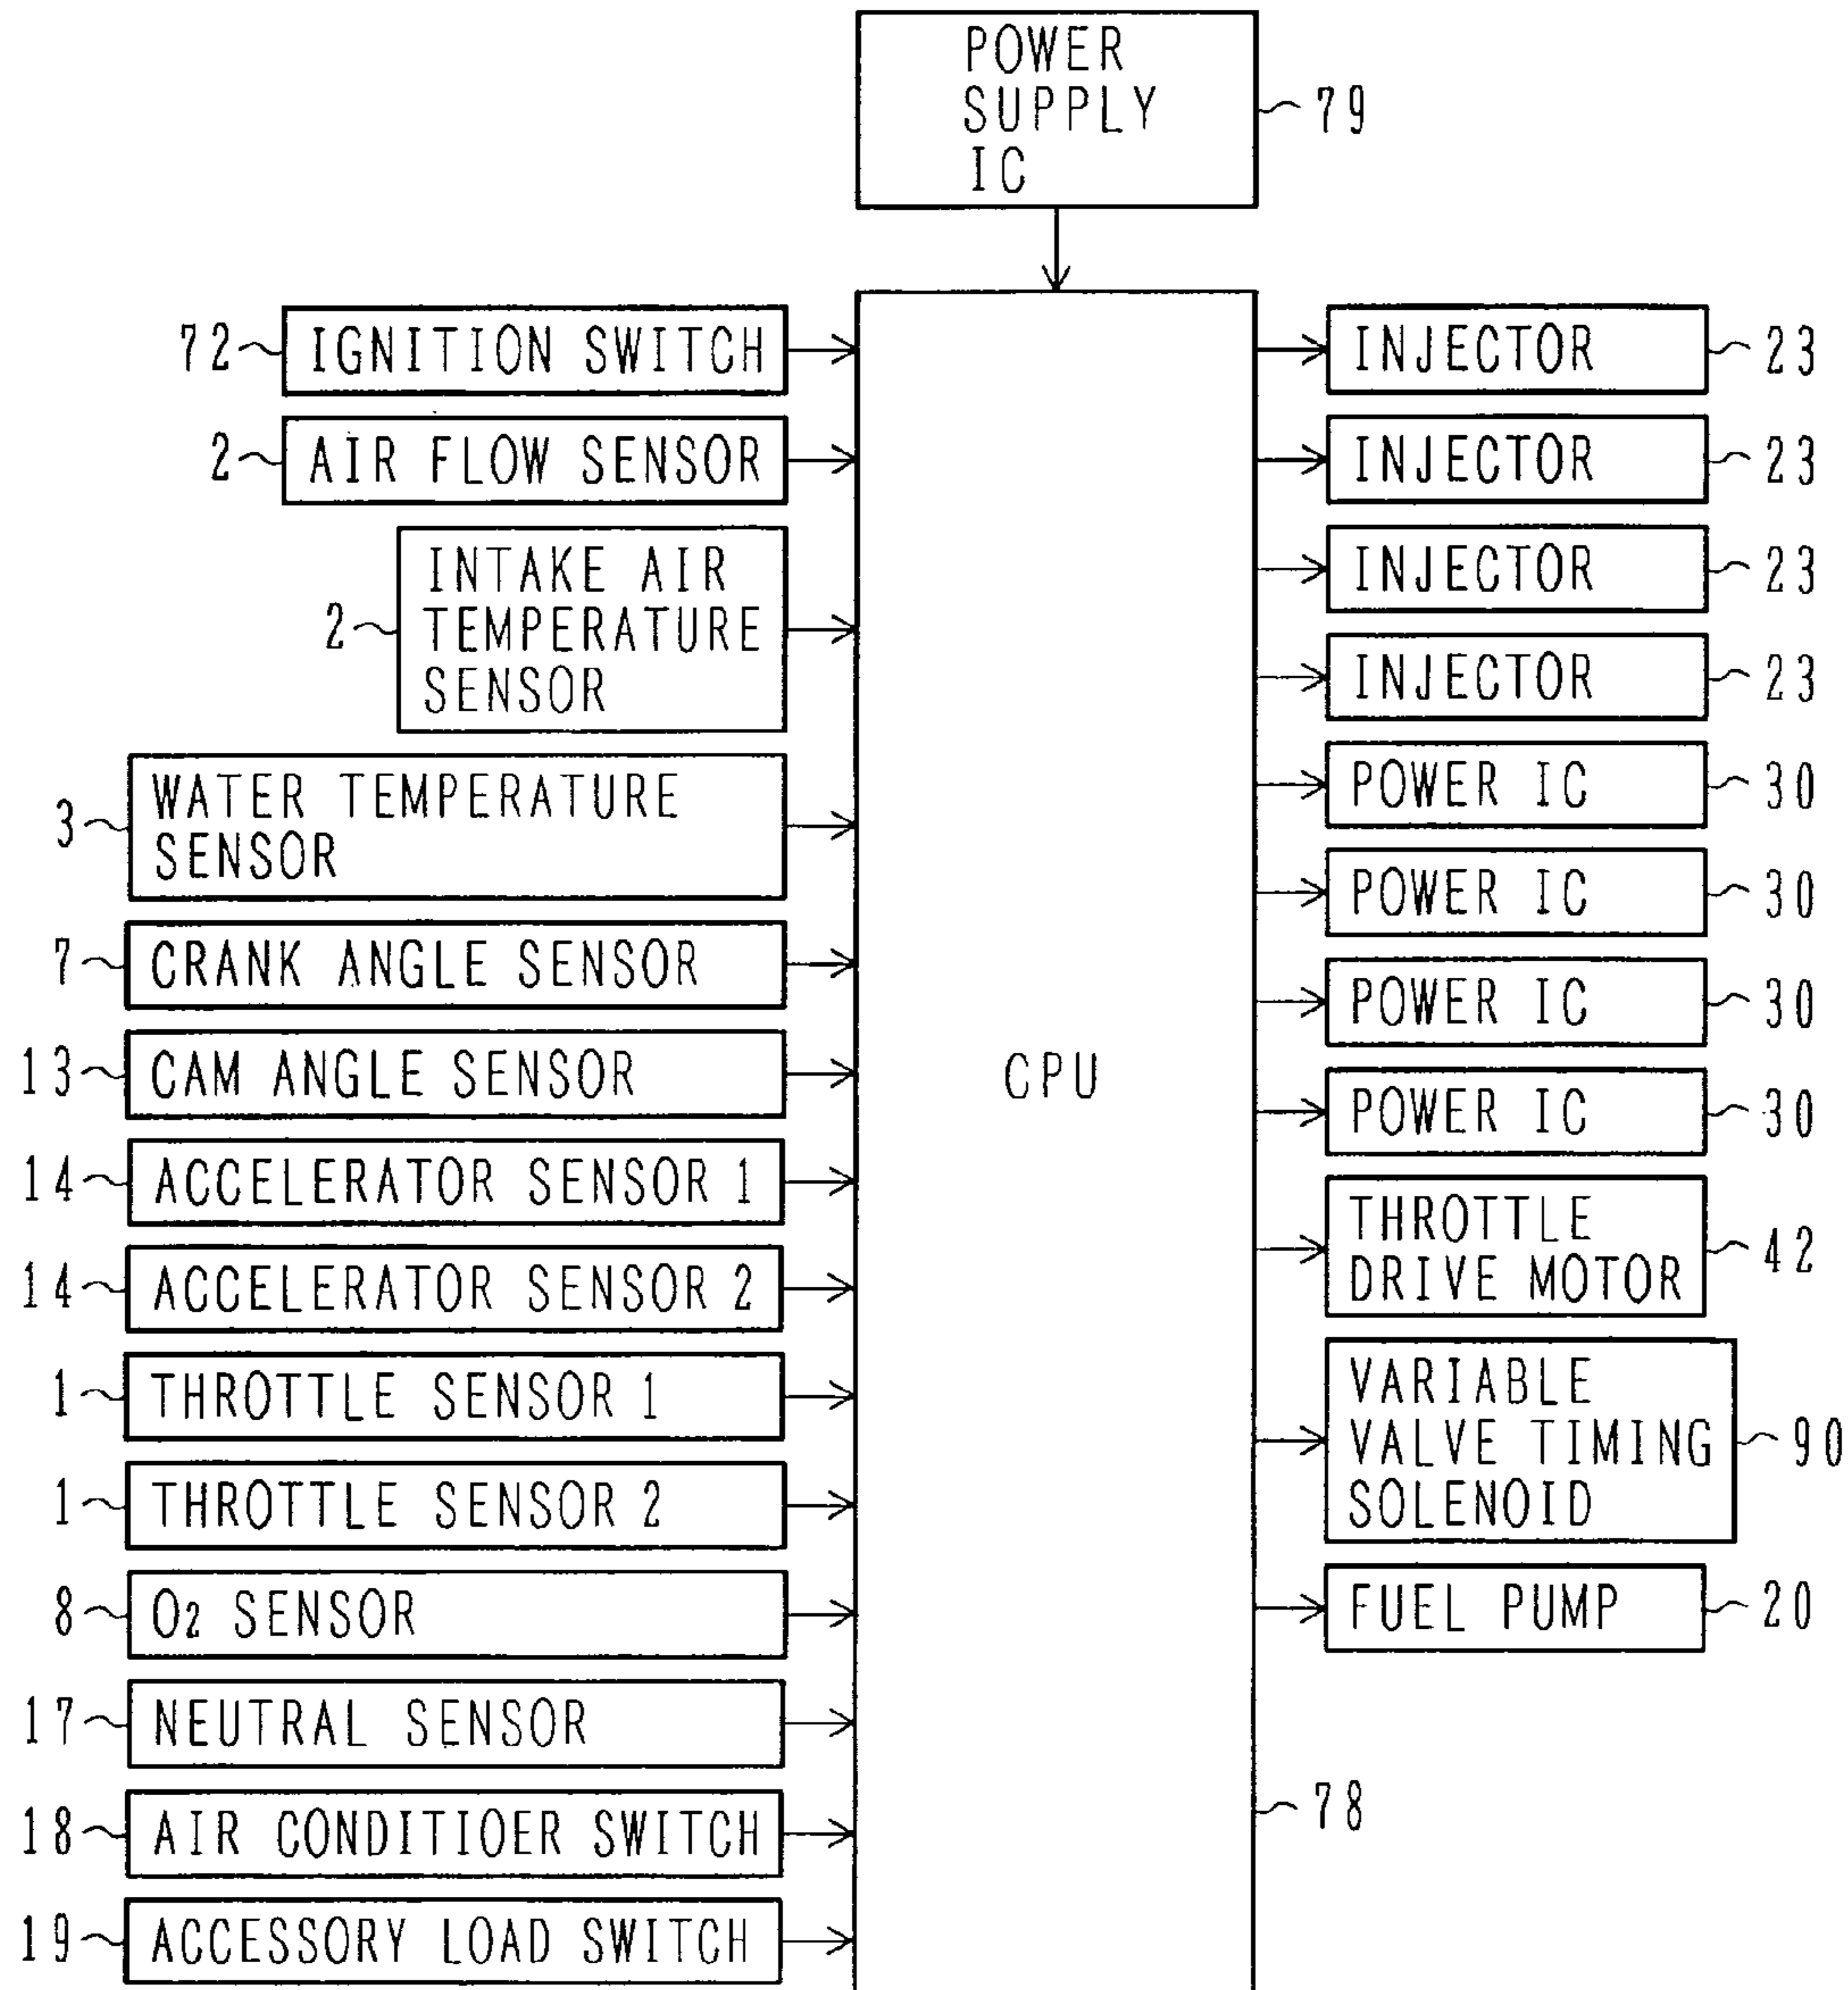 POWER
SUPPLY
IC
79
72 IGNITION SWITCH
2 AIR FLOW SENSOR
2 INTAKE AIR
TEMPERATURE
SENSOR
3 WATER TEMPERATURE
SENSOR
7 CRANK ANGLE SENSOR
13 CAM ANGLE SENSOR
14 ACCELERATOR SENSOR 1
14 ACCELERATOR SENSOR 2
1 THROTTLE SENSOR 1
1 THROTTLE SENSOR 2
8 O2 SENSOR
17 NEUTRAL SENSOR
18 AIR CONDITIOER SWITCH
19 ACCESSORY LOAD SWITCH
CPU
78
INJECTOR 23
INJECTOR 23
INJECTOR 23
INJECTOR 23
POWER IC 30
POWER IC 30
POWER IC 30
POWER IC 30
THROTTLE
DRIVE MOTOR 42
VARIABLE
VALVE TIMING 90
SOLENOID
FUEL PUMP 20